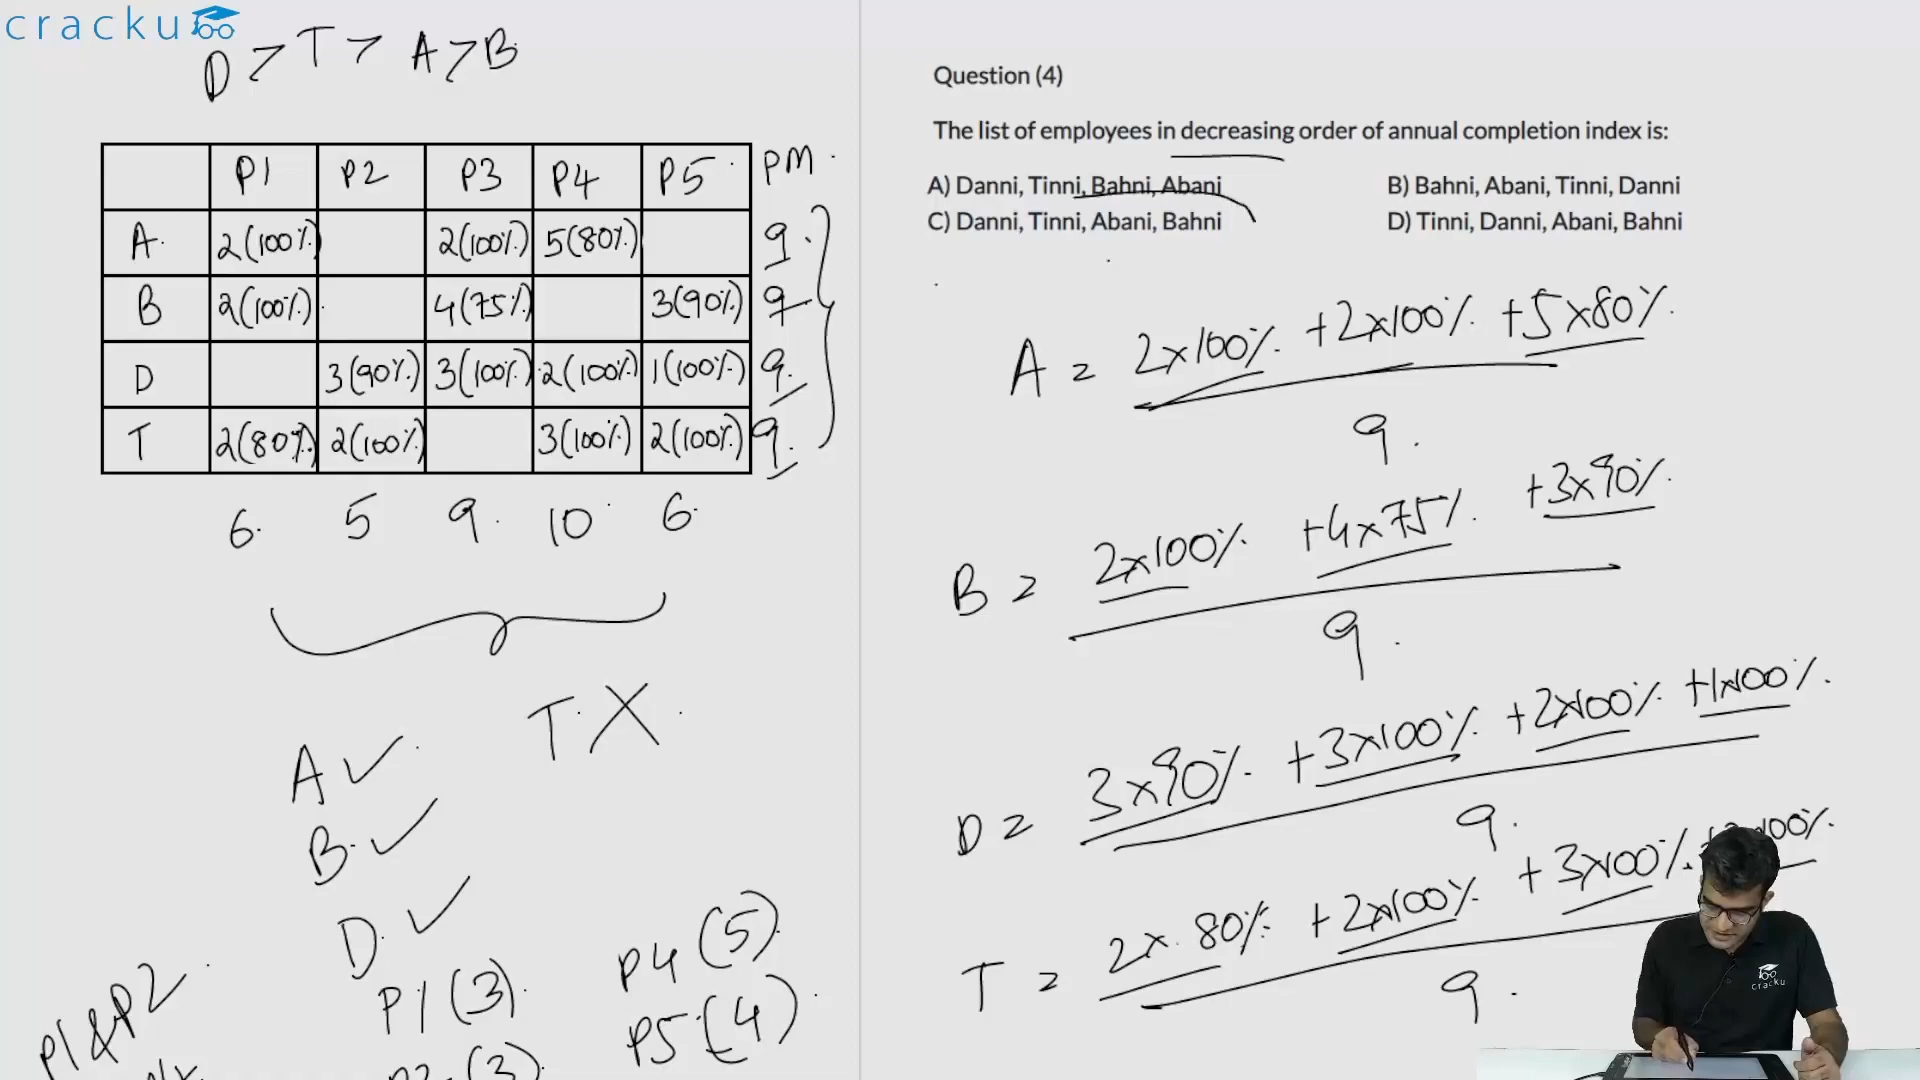 cracku
D > T > A > B
P1 P2 P3 P4 P5 PM
A 2(100%) 2(100%) 5(80%) 9
B 2(100%) 4(75%) 3(90%) 9
D 3(90%) 3(100%) 2(100%) 1(100%) 9
T 2(80%) 2(100%) 3(100%) 2(100%) 9
6 5 9 10 6
T X
A ✓
B ✓
D ✓
P1&P2
P1(3)
P4(5)
P5(4)
Question (4)
The list of employees in decreasing order of annual completion index is:
A) Danni, Tinni, Bahni, Abani
B) Bahni, Abani, Tinni, Danni
C) Danni, Tinni, Abani, Bahni
D) Tinni, Danni, Abani, Bahni
A = 2x100% + 2x100% + 5x80%
9
B = 2x100% + 4x75% + 3x90%
9
D = 3x90% + 3x100% + 2x100% + 1x100%
9
T = 2x80% + 2x100% + 3x100%
9
cracku